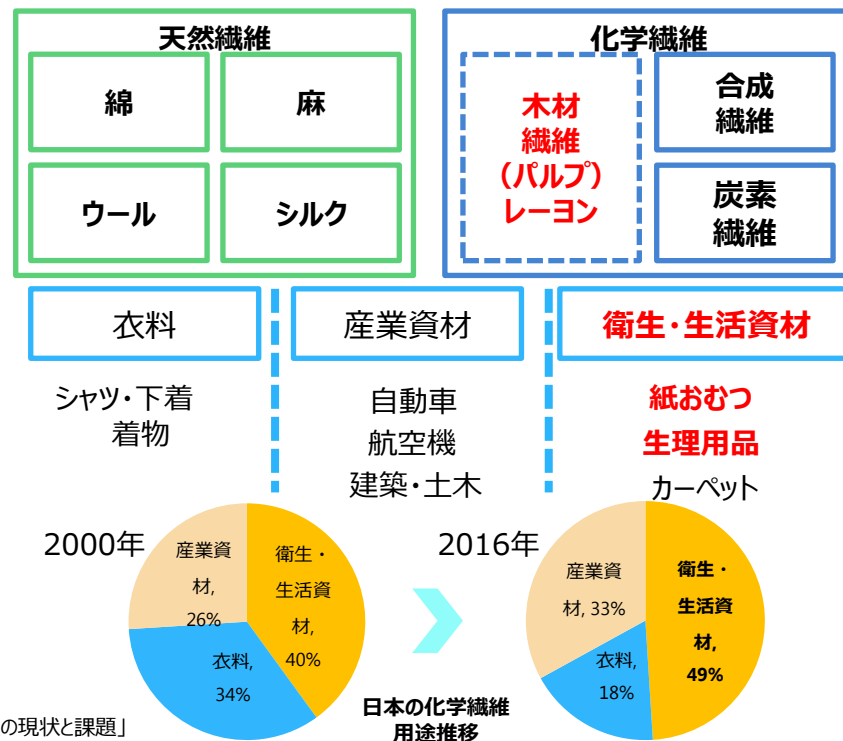 天然繊維
綿
麻
ウール
シルク
化学繊維
木材
繊維
（パルプ）
レーヨン
合成
繊維
炭素
繊維
衣料
産業資材
衛生・生活資材
シャツ・下着
着物
自動車
航空機
建築・土木
紙おむつ
生理用品
カーペット
2000年
産業資
材,
26%
衛生・
生活資
材,
40%
衣料,
34%
2016年
産業資
材, 33%
衛生・
生活資
材,
49%
衣料,
18%
日本の化学繊維
用途推移
の現状と課題」